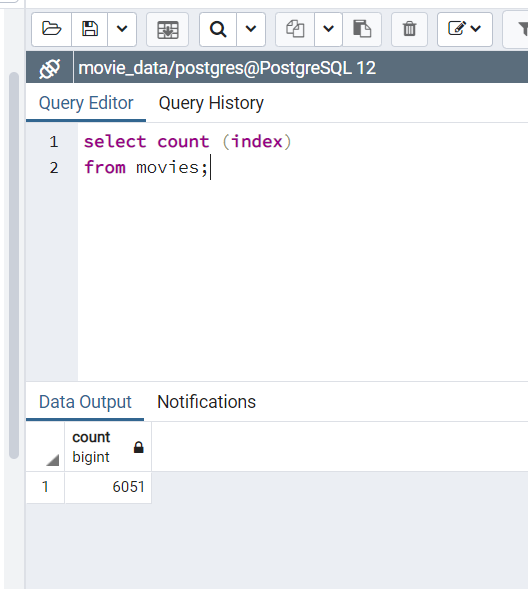 movie_data/postgres@PostgreSQL 12
Query Editor Query History
1 select count (index)
2 from movies;
Data Output Notifications
count
bigint
1 6051